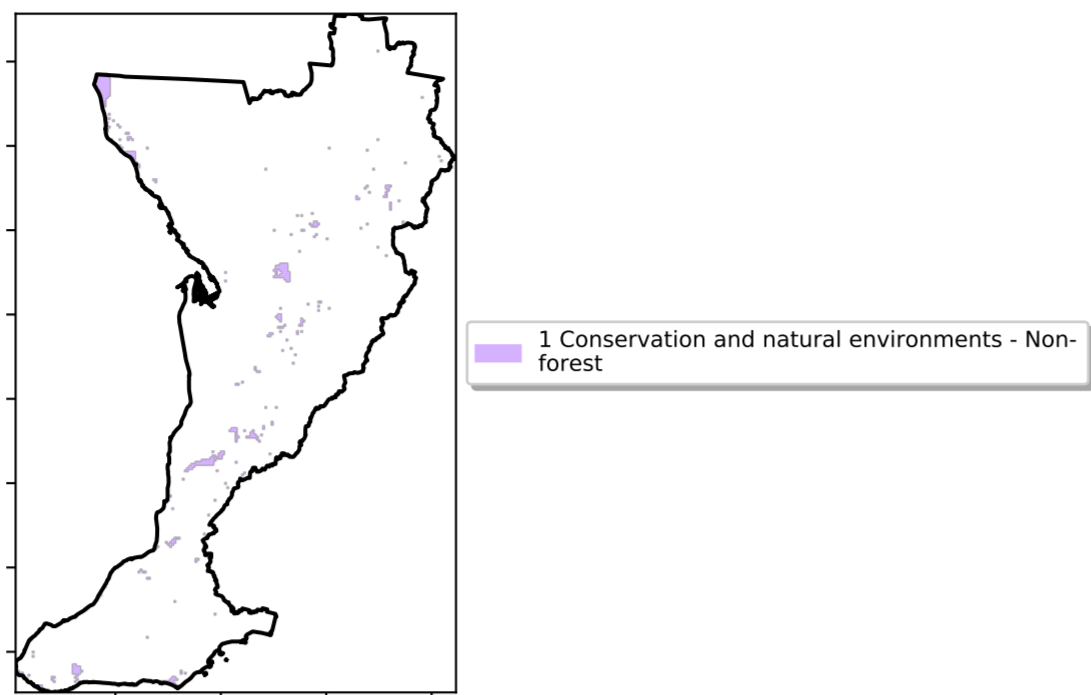 1 Conservation and natural environments - Non-
forest